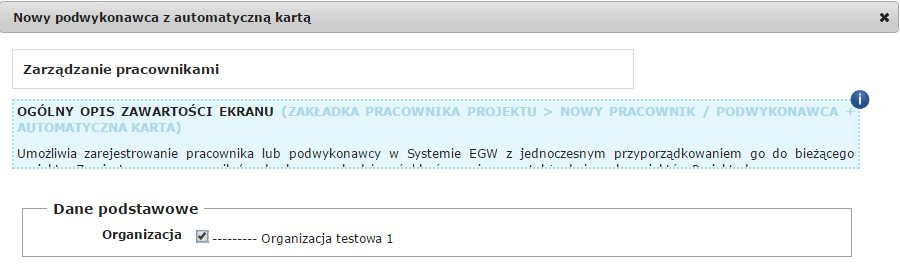 Nowy podwykonawca z automatyczną kartą
Zarządzanie pracownikami
OGÓLNY OPIS ZAWARTOŚCI EKRANU (ZAKŁADKA PRACOWNIKA PROJEKTU > NOWY PRACOWNIK / PODWYKONAWCA +
AUTOMATYCZNA KARTA)
Umożliwia zarejestrowanie pracownika lub podwykonawcy w Systemie EGW z jednoczesnym przyporządkowaniem go do bieżącego
Dane podstawowe
Organizacja --------- Organizacja testowa 1